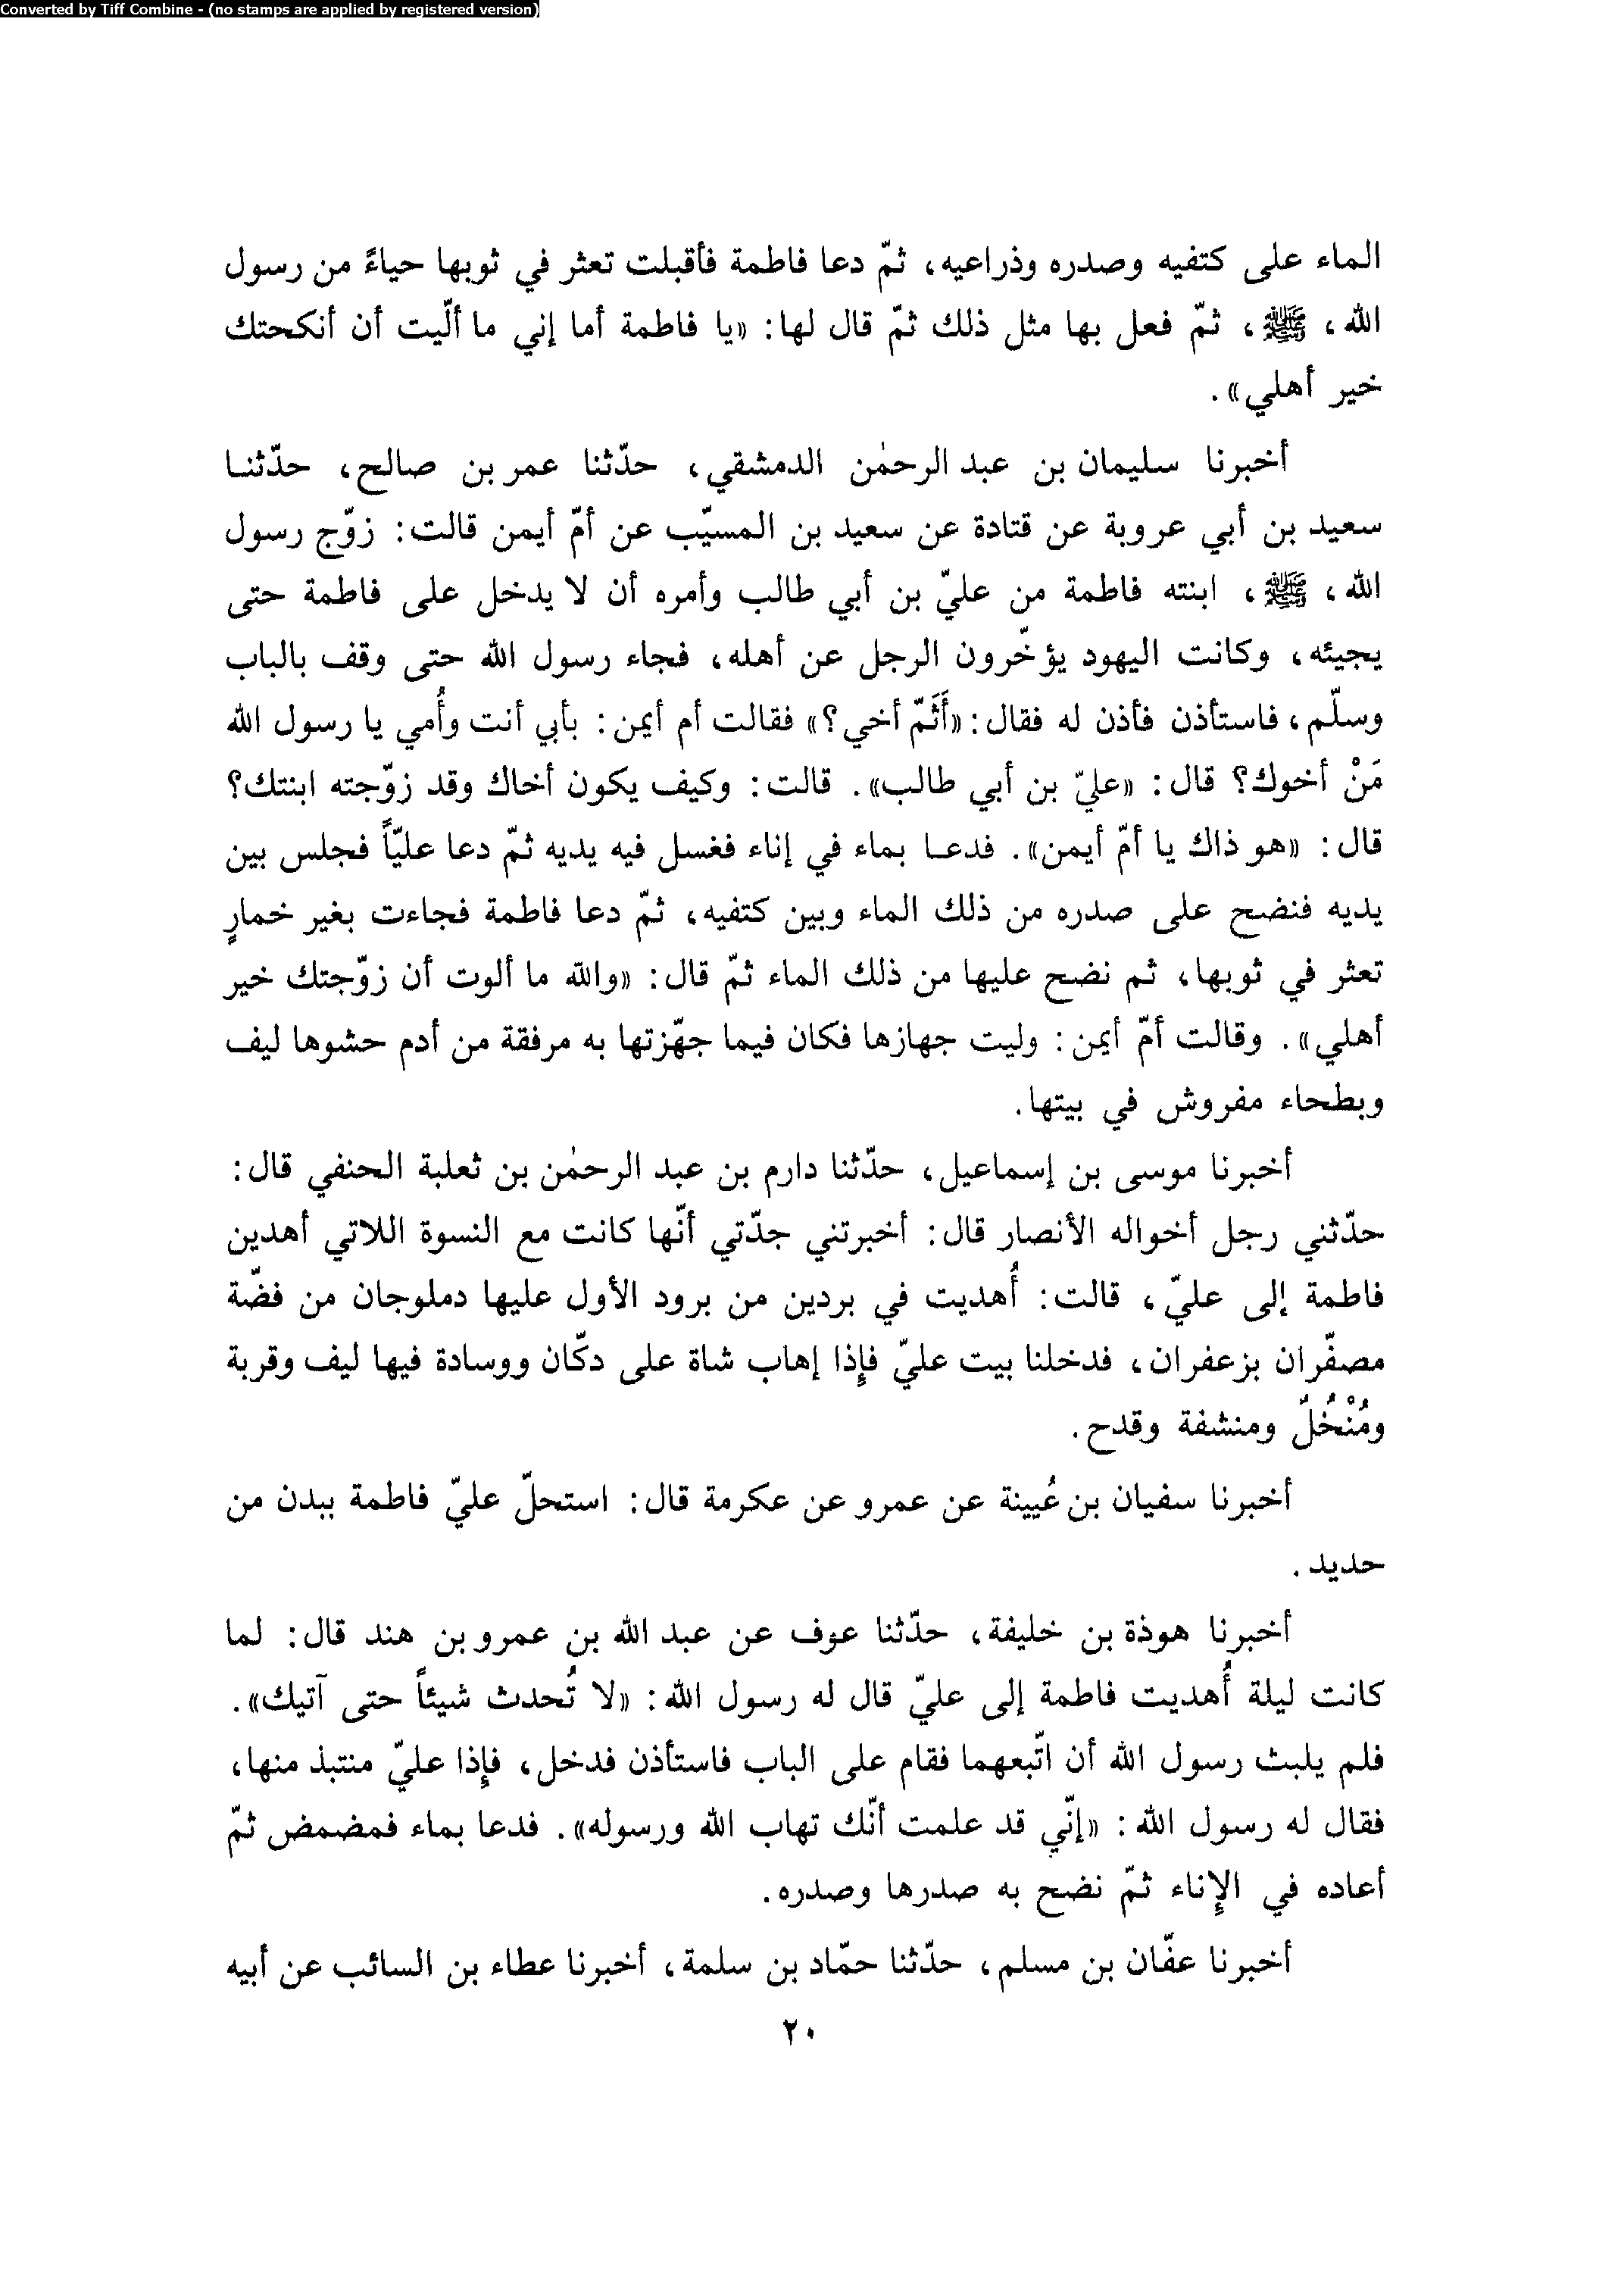 Converted by Tiff Combine - (no stamps are applied by registered version)
الماء على كتفيه وصدره وذراعيه، ثمّ دعا فاطمة فأقبلت تعثر في ثوبها حياءً من رسول
الله، ﷺ، ثمّ فعل بها مثل ذلك ثمّ قال لها: «يا فاطمة أما إني ما ألّيت أن أنكحتك
خير أهلي».
أخبرنا سليمان بن عبد الرحمٰن الدمشقي، حدّثنا عمر بن صالح، حدّثنا
سعيد بن أبي عروبة عن قتادة عن سعيد بن المسيّب عن أمّ أيمن قالت: زوّج رسول
الله، ﷺ، ابنته فاطمة من عليّ بن أبي طالب وأمره أن لا يدخل على فاطمة حتى
يجيئه، وكانت اليهود يؤخّرون الرجل عن أهله، فجاء رسول الله حتى وقف بالباب
وسلّم، فاستأذن فأذن له فقال: «أَثَمّ أخي؟» فقالت أم أيمن: بأبي أنت وأُمي يا رسول الله
مَنْ أخوك؟ قال: «عليّ بن أبي طالب». قالت: وكيف يكون أخاك وقد زوّجته ابنتك؟
قال: «هو ذاك يا أمّ أيمن». فدعا بماء في إناء فغسل فيه يديه ثمّ دعا عليّاً فجلس بين
يديه فنضح على صدره من ذلك الماء وبين كتفيه، ثمّ دعا فاطمة فجاءت بغير خمارٍ
تعثر في ثوبها، ثم نضح عليها من ذلك الماء ثمّ قال: «والله ما ألوت أن زوّجتك خير
أهلي». وقالت أمّ أيمن: وليت جهازها فكان فيما جهّزتها به مرفقة من أدم حشوها ليف
وبطحاء مفروش في بيتها.
أخبرنا موسى بن إسماعيل، حدّثنا دارم بن عبد الرحمٰن بن ثعلبة الحنفي قال:
حدّثني رجل أخواله الأنصار قال: أخبرتني جدّتي أنّها كانت مع النسوة اللاتي أهدين
فاطمة إلى عليّ، قالت: أُهديت في بردين من برود الأول عليها دملوجان من فضّة
مصفّران بزعفران، فدخلنا بيت عليّ فإذا إهاب شاة على دكّان ووسادة فيها ليف وقربة
ومُنْخُلٌ ومنشفة وقدح.
أخبرنا سفيان بن عُيينة عن عمرو عن عكرمة قال: استحلّ عليّ فاطمة ببدن من
حديد.
أخبرنا هوذة بن خليفة، حدّثنا عوف عن عبد الله بن عمرو بن هند قال: لما
كانت ليلة أُهديت فاطمة إلى عليّ قال له رسول الله: «لا تُحدث شيئاً حتى آتيك».
فلم يلبث رسول الله أن اتّبعهما فقام على الباب فاستأذن فدخل، فإذا عليّ منتبذ منها،
فقال له رسول الله: «إنّي قد علمت أنّك تهاب الله ورسوله». فدعا بماء فمضمض ثمّ
أعاده في الإناء ثمّ نضح به صدرها وصدره.
أخبرنا عفّان بن مسلم، حدّثنا حمّاد بن سلمة، أخبرنا عطاء بن السائب عن أبيه
٢٠